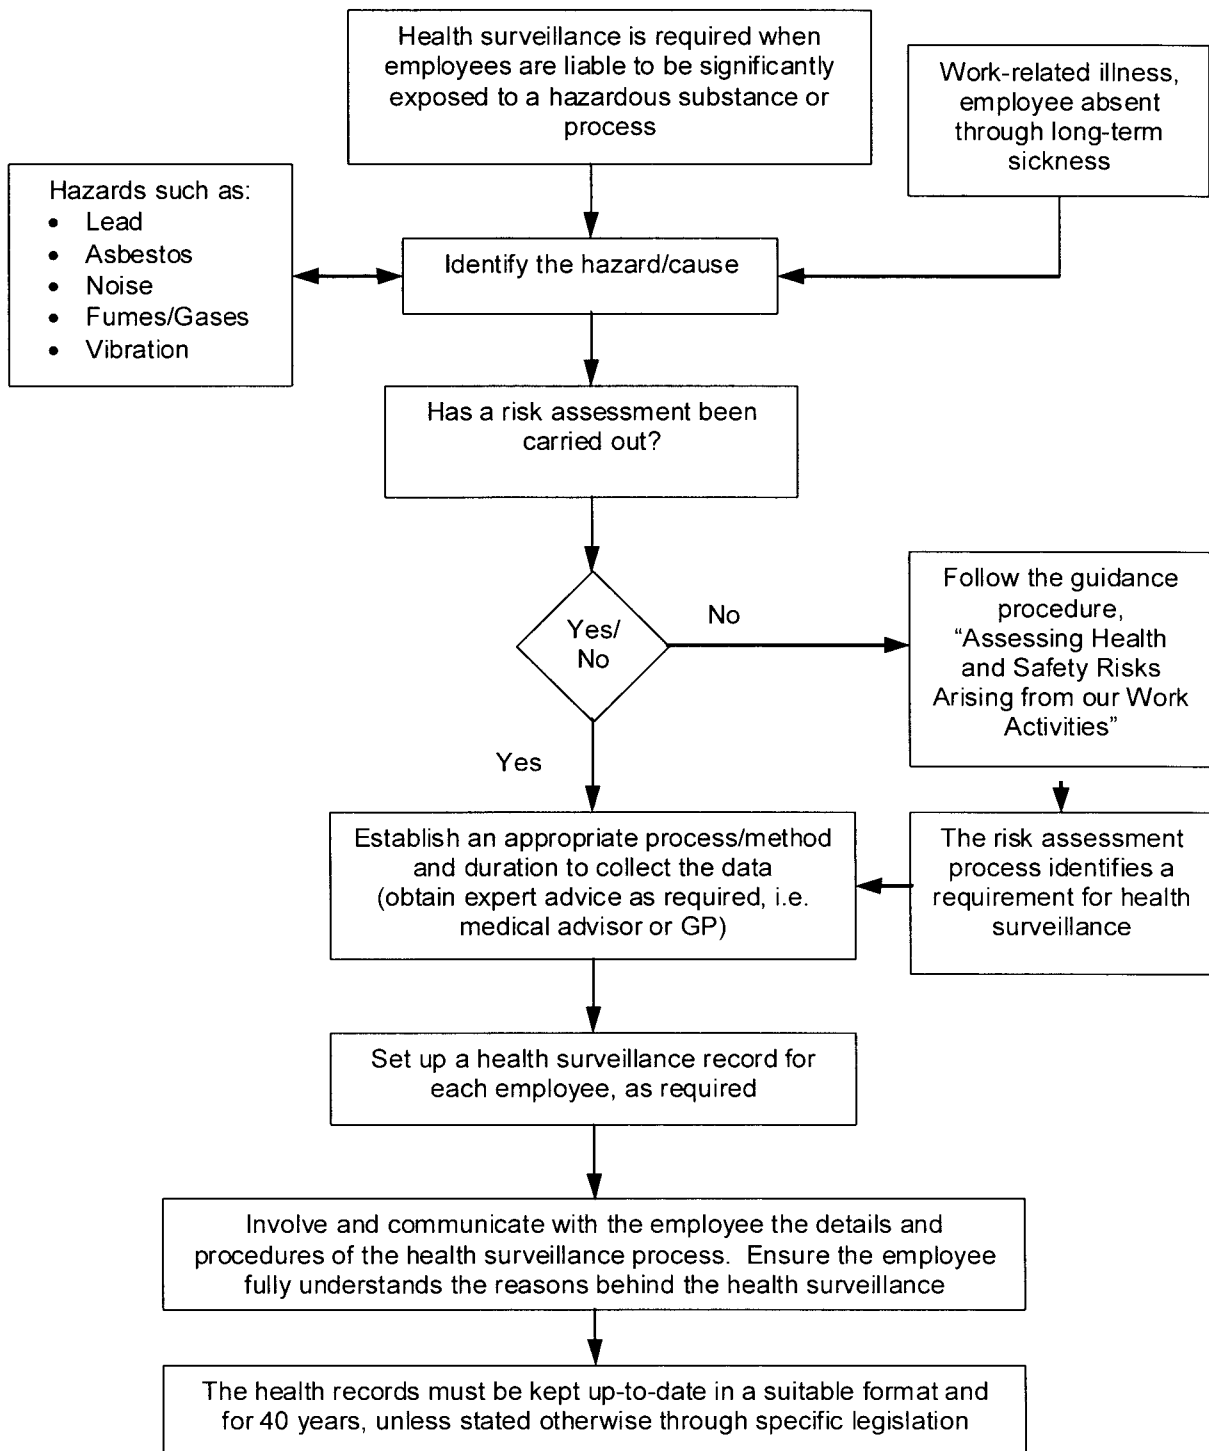 Health surveillance is required when
employees are liable to be significantly
exposed to a hazardous substance or
process
Work-related illness,
employee absent
through long-term
sickness
Hazards such as:
• Lead
• Asbestos
• Noise
• Fumes/Gases
• Vibration
Identify the hazard/cause
Has a risk assessment been
carried out?
Yes/
No
No
Follow the guidance
procedure,
“Assessing Health
and Safety Risks
Arising from our Work
Activities”
Yes
Establish an appropriate process/method
and duration to collect the data
(obtain expert advice as required, i.e.
medical advisor or GP)
The risk assessment
process identifies a
requirement for health
surveillance
Set up a health surveillance record for
each employee, as required
Involve and communicate with the employee the details and
procedures of the health surveillance process.  Ensure the employee
fully understands the reasons behind the health surveillance
The health records must be kept up-to-date in a suitable format and
for 40 years, unless stated otherwise through specific legislation